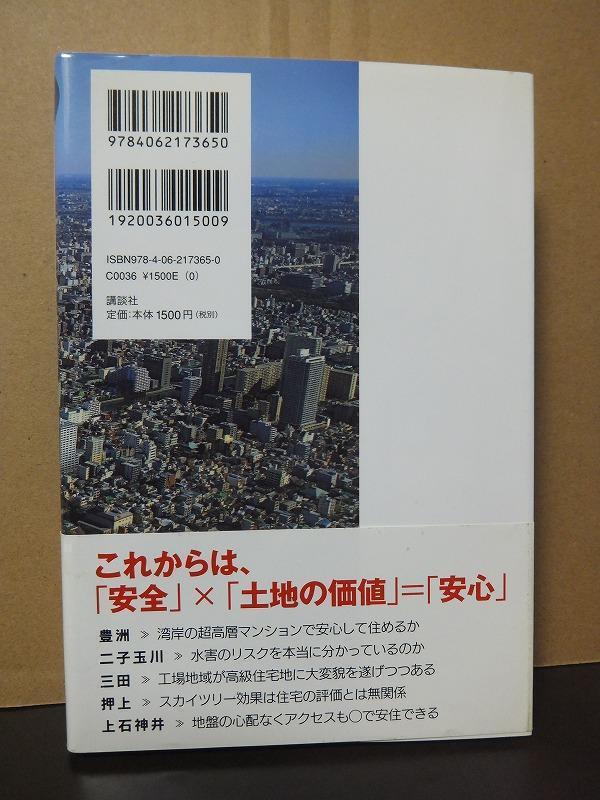 9784062173650
1920036015009
ISBN978-4-06-217365-0
C0036 ¥1500E (0)
講談社
定価:本体1500円(税別)
これからは、
「安全」×「土地の価値」=「安心」
豊洲 ≫ 湾岸の超高層マンションで安心して住めるか
二子玉川 ≫ 水害のリスクを本当に分かっているのか
三田 ≫ 工場地域が高級住宅地に大変貌を遂げつつある
押上 ≫ スカイツリー効果は住宅の評価とは無関係
上石神井 ≫ 地盤の心配なくアクセスも○で安住できる